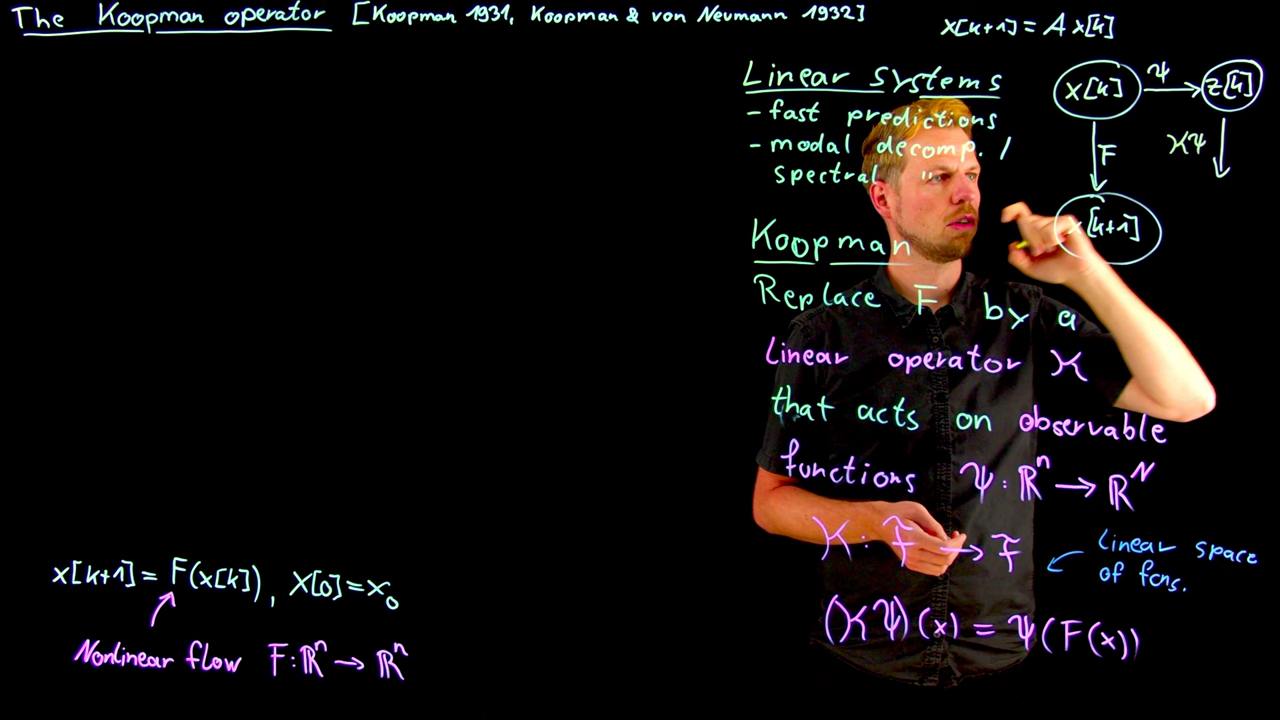 The Koopman operator [Koopman 1931, Koopman & von Neumann 1932]
x[k+1] = A x[k]
Linear Systems
- fast predictions
- modal decomp. /
spectral "
x[k] Ψ z[k]
F 𝒦Ψ
x[k+1]
Koopman
Replace F by a
linear operator 𝒦
that acts on observable
functions Ψ : ℝⁿ → ℝᴺ
𝒦 : F̃ → F̃
Linear space
of fcns.
(𝒦Ψ)(x) = Ψ(F(x))
x[k+1] = F(x[k]), x[0] = x₀
Nonlinear flow F : ℝⁿ → ℝⁿ